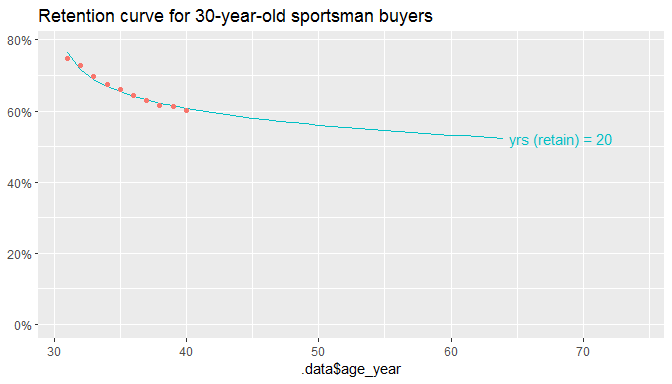 Retention curve for 30-year-old sportsman buyers
80%
60%
yrs (retain) = 20
40%
20%
0%
30 40 50 60 70
.data$age_year